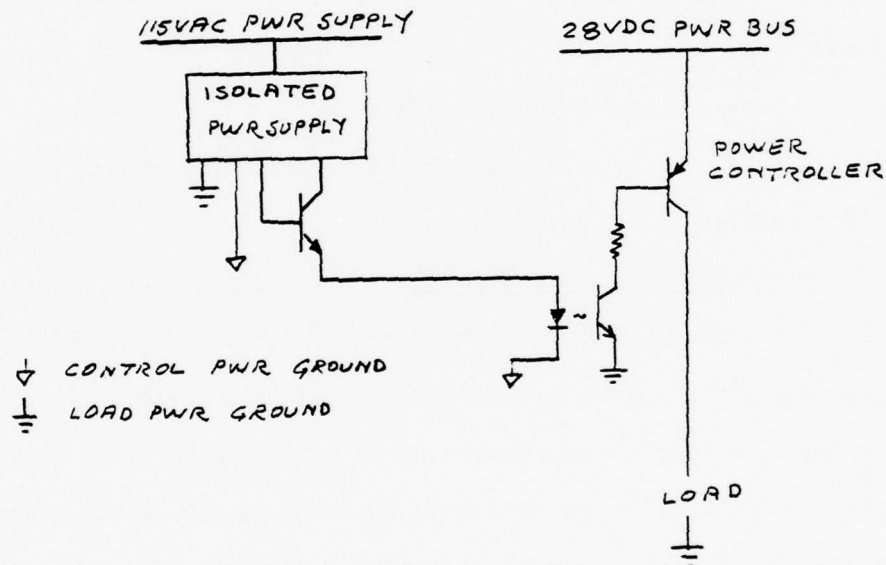 115VAC PWR SUPPLY
28VDC PWR BUS
ISOLATED
PWR SUPPLY
POWER
CONTROLLER
~
CONTROL PWR GROUND
LOAD PWR GROUND
LOAD